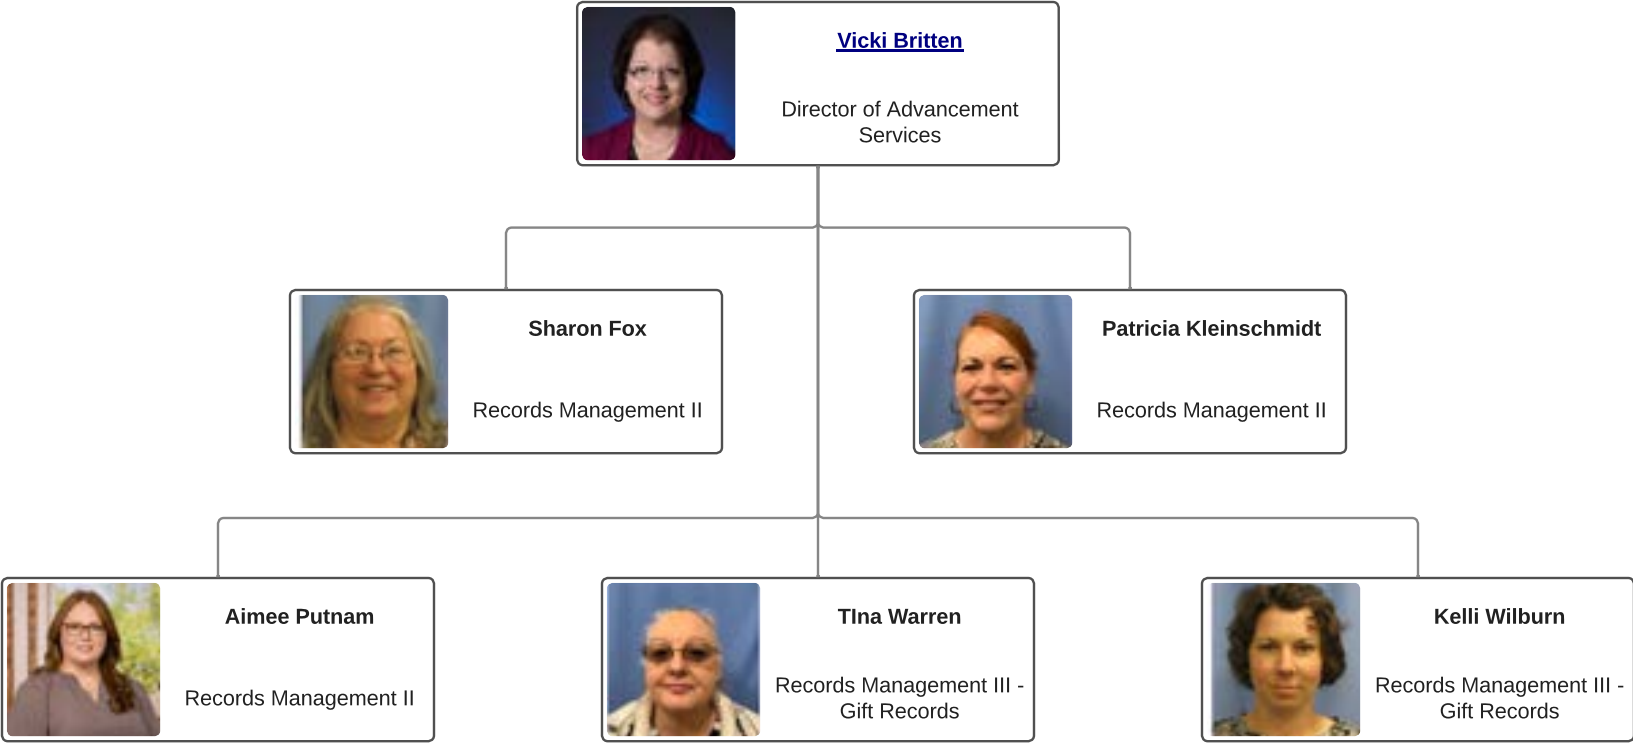 Vicki Britten
Director of Advancement
Services
Sharon Fox
Records Management II
Patricia Kleinschmidt
Records Management II
Aimee Putnam
Records Management II
TIna Warren
Records Management III -
Gift Records
Kelli Wilburn
Records Management III -
Gift Records